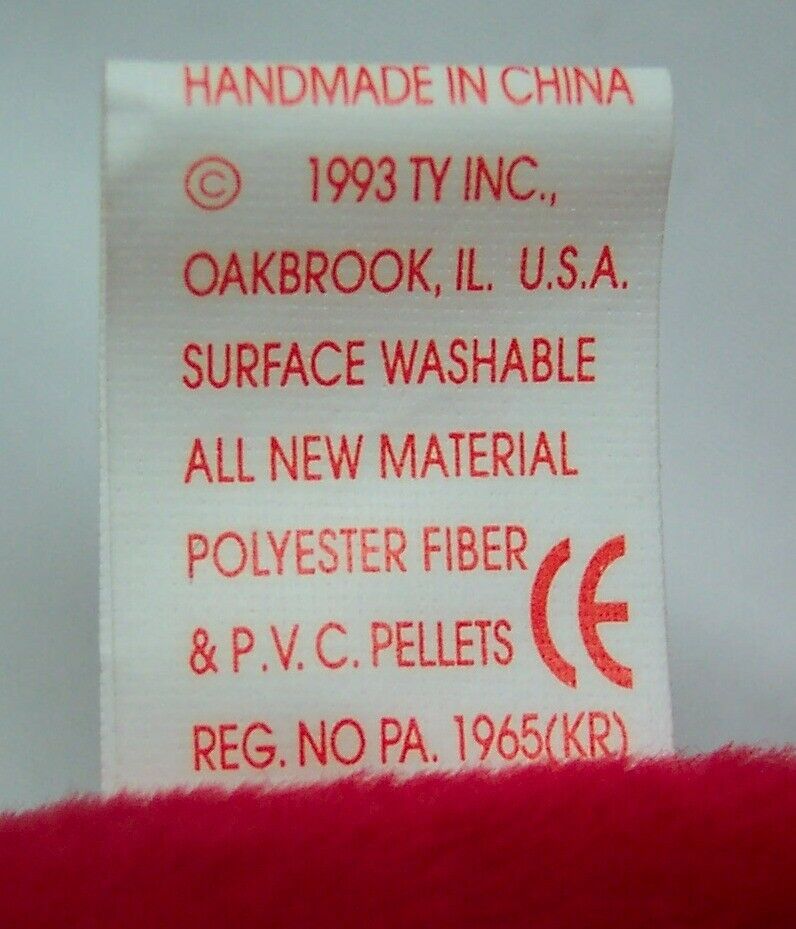 HANDMADE IN CHINA
© 1993 TY INC.,
OAKBROOK, IL. U.S.A.
SURFACE WASHABLE
ALL NEW MATERIAL
POLYESTER FIBER
& P.V.C. PELLETS CE
REG. NO PA. 1965(KR)